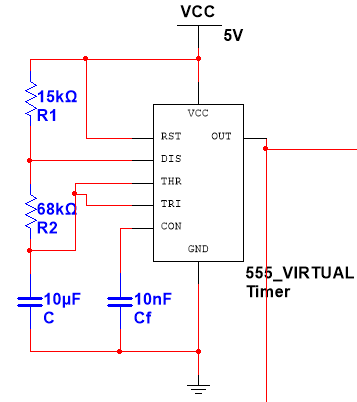 VCC
5V
15kΩ
R1
VCC
RST
OUT
DIS
68kΩ
R2
THR
TRI
CON
GND
555_VIRTUAL
Timer
10µF
C
10nF
Cf